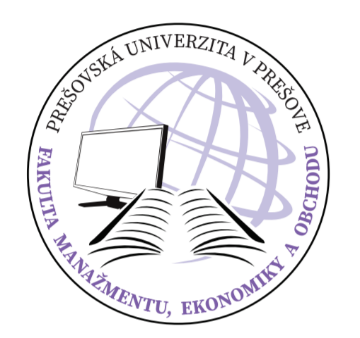 PREŠOVSKÁ UNIVERZITA V PREŠOVE
FAKULTA MANAŽMENTU, EKONOMIKY A OBCHODU